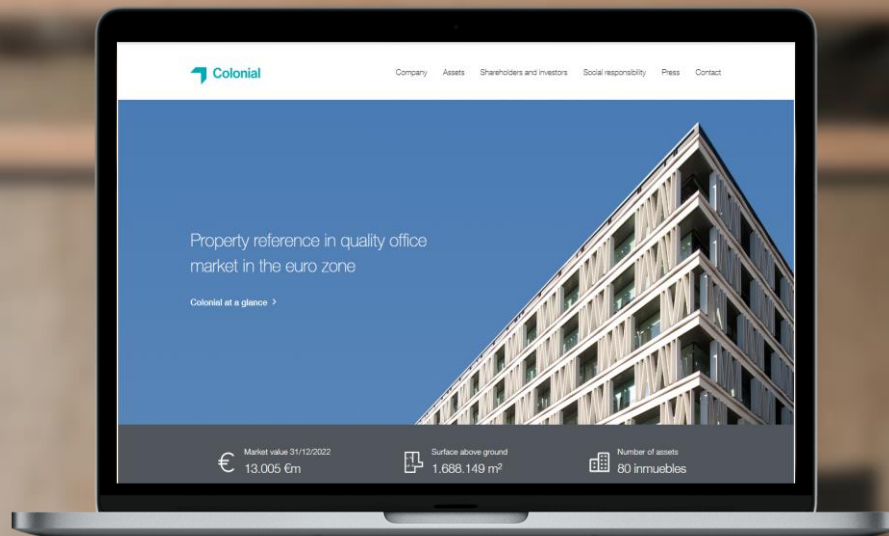 Colonial
Company Assets Shareholders and investors Social responsibility Press Contact
Property reference in quality office
market in the euro zone
Colonial at a glance >
Market value 31/12/2022
13.005 €m
Surface above ground
1.688.149 m²
Number of assets
80 inmuebles